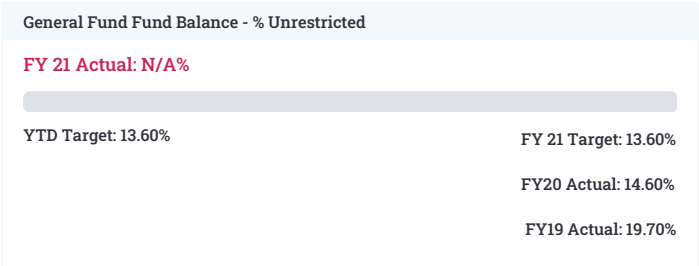 General Fund Fund Balance - % Unrestricted
FY 21 Actual: N/A%
YTD Target: 13.60%
FY 21 Target: 13.60%
FY20 Actual: 14.60%
FY19 Actual: 19.70%